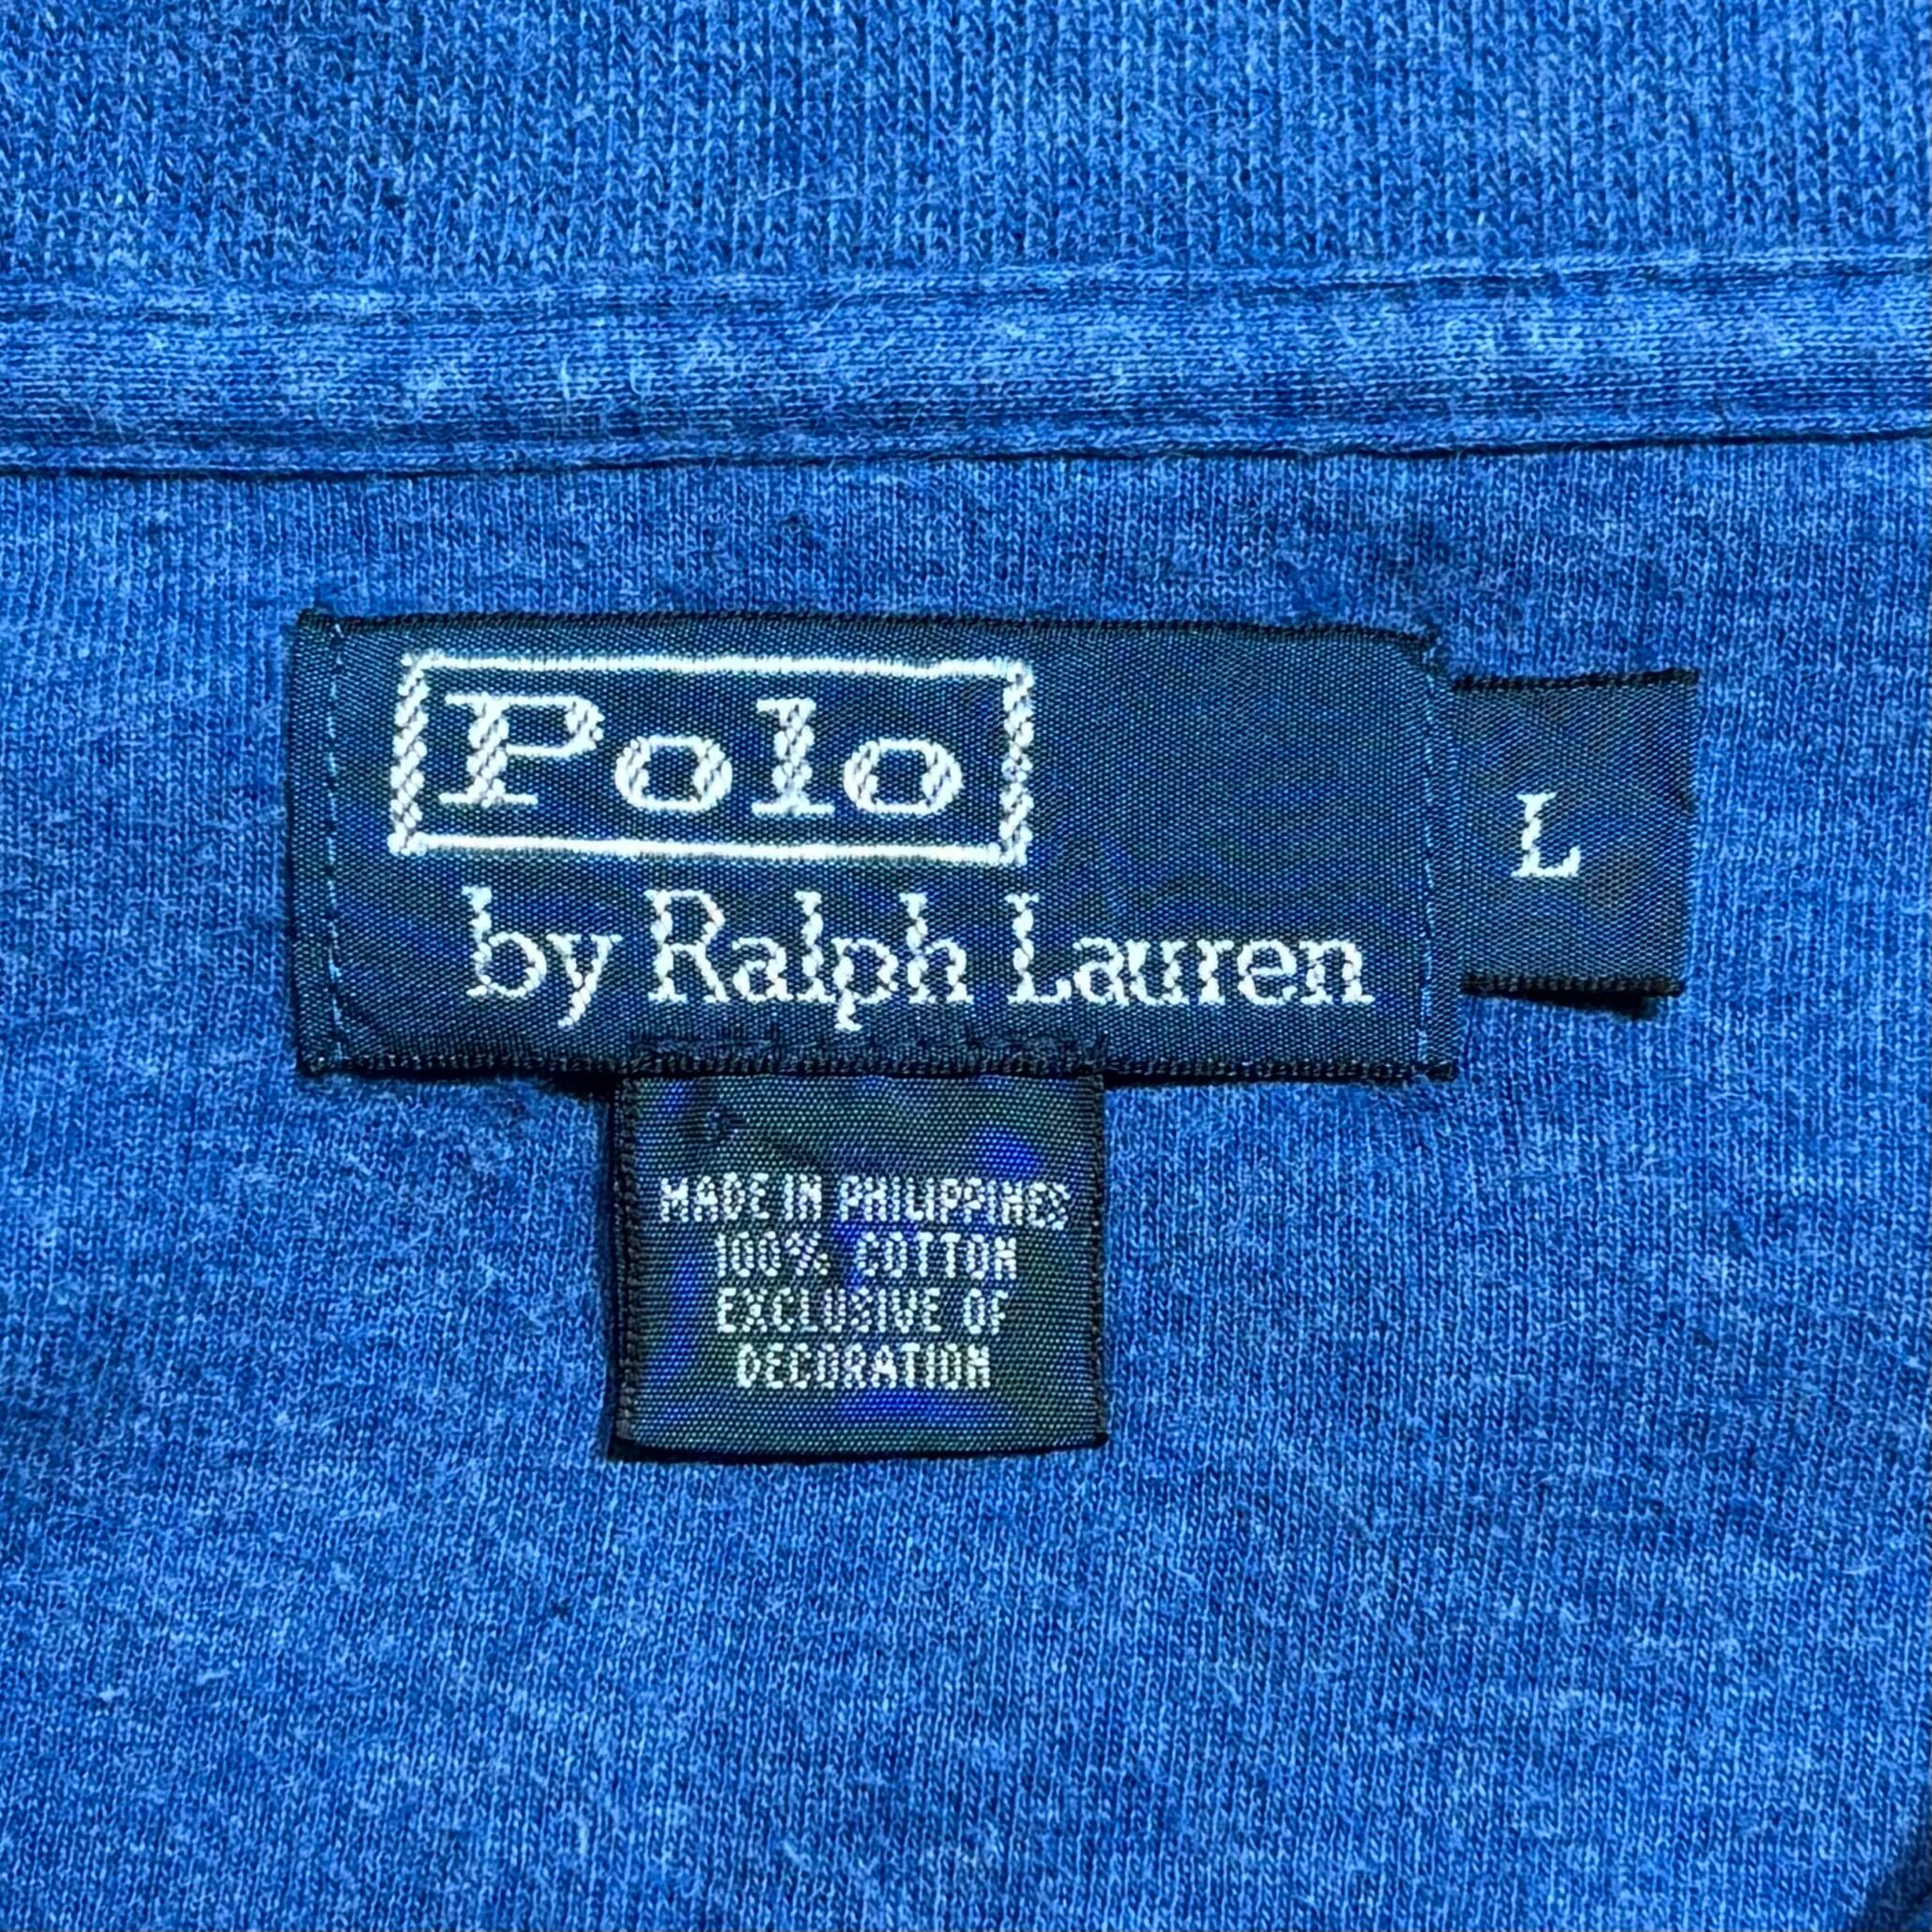 Polo
by Ralph Lauren
L
MADE IN PHILIPPINES
100% COTTON
EXCLUSIVE OF
DECORATION